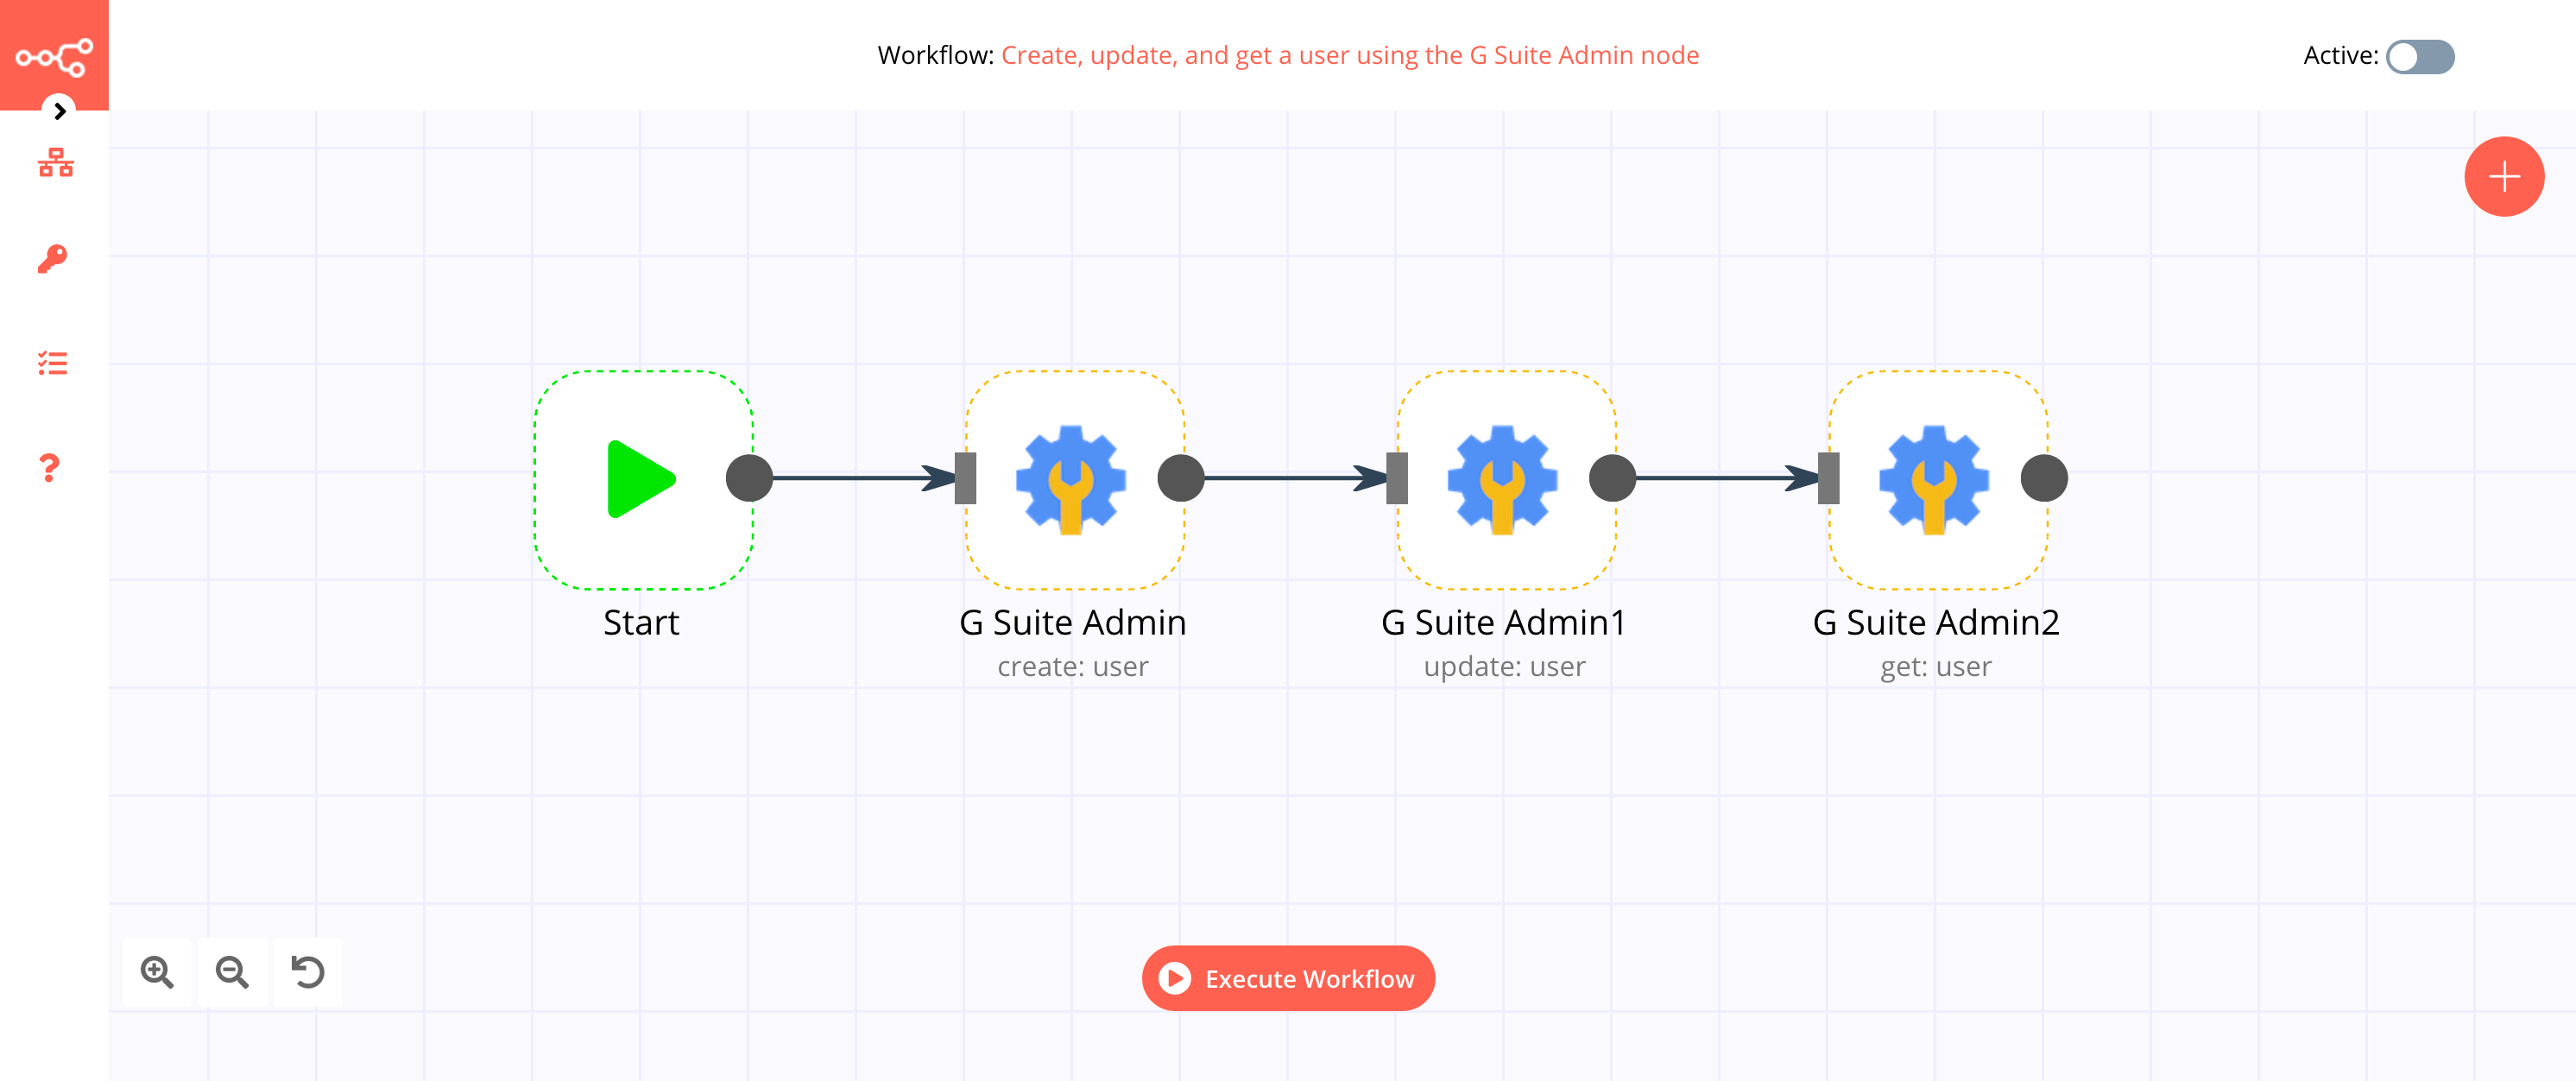 Workflow: Create, update, and get a user using the G Suite Admin node
Active:
Start
G Suite Admin
create: user
G Suite Admin1
update: user
G Suite Admin2
get: user
Execute Workflow